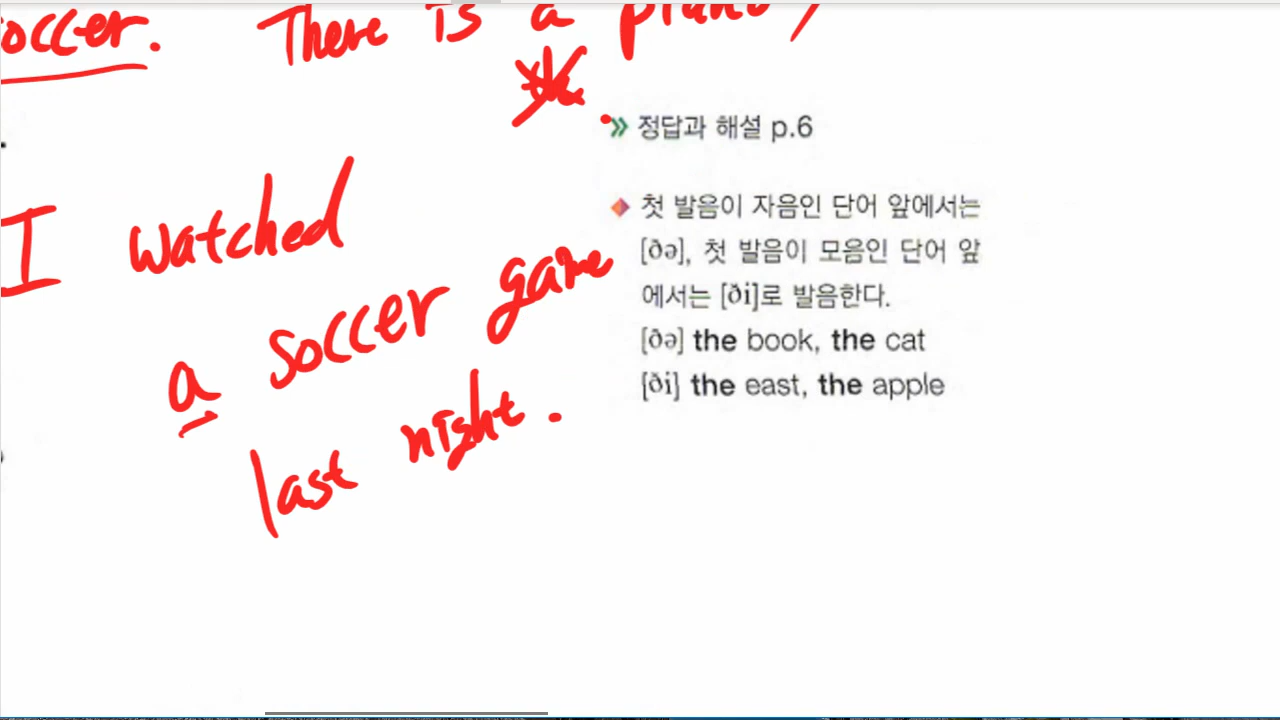 soccer. There is a piano,
the
» 정답과 해설 p.6
첫 발음이 자음인 단어 앞에서는
[ðə], 첫 발음이 모음인 단어 앞
에서는 [ði]로 발음한다.
[ðə] the book, the cat
[ði] the east, the apple
I watched
a soccer game
last night.